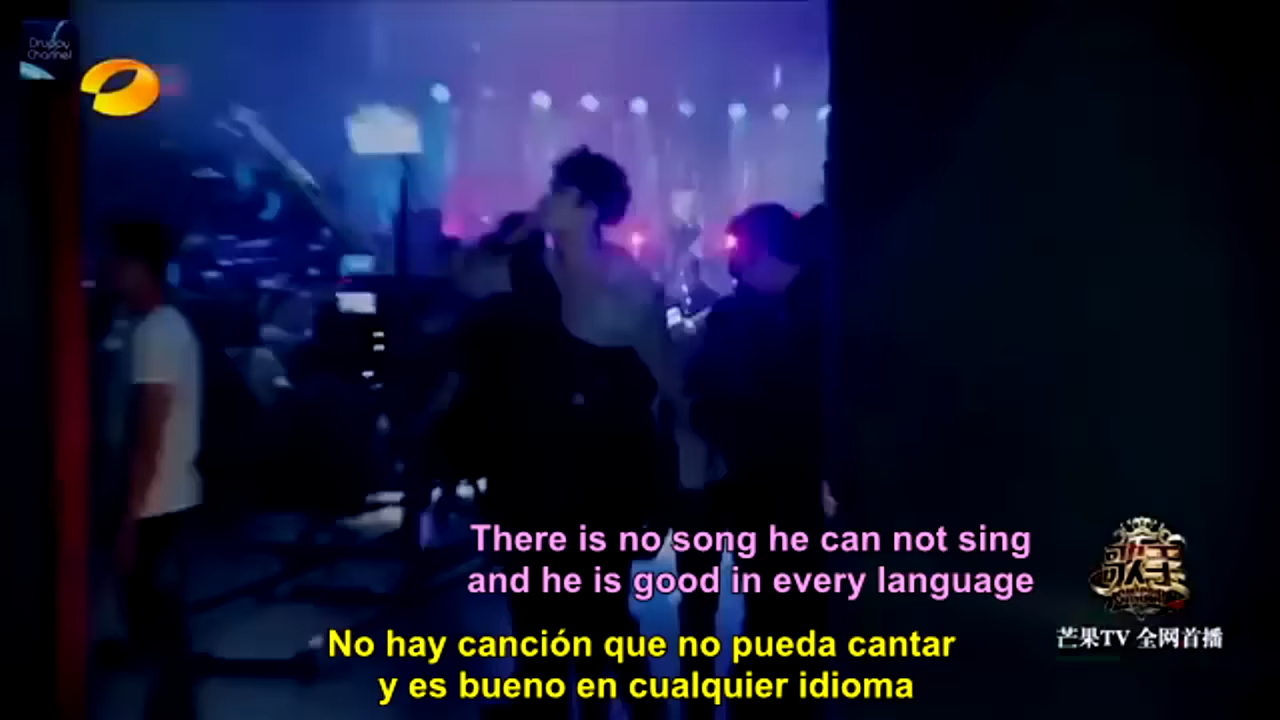 Druppy
Channel
There is no song he can not sing
and he is good in every language
歌王
芒果TV 全网首播
No hay canción que no pueda cantar
y es bueno en cualquier idioma